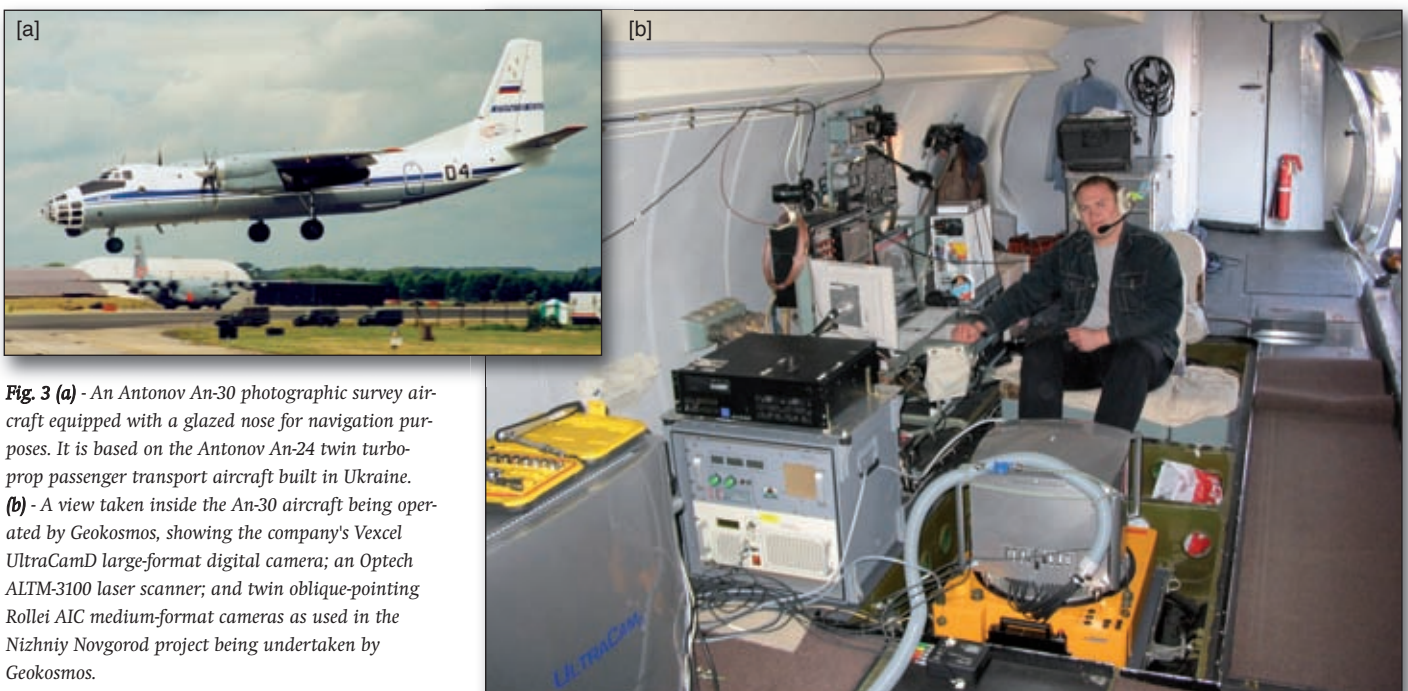 [a]
[b]
04
Fig. 3 (a) - An Antonov An-30 photographic survey air-
craft equipped with a glazed nose for navigation pur-
poses. It is based on the Antonov An-24 twin turbo-
prop passenger transport aircraft built in Ukraine.
(b) - A view taken inside the An-30 aircraft being oper-
ated by Geokosmos, showing the company's Vexcel
UltraCamD large-format digital camera; an Optech
ALTM-3100 laser scanner; and twin oblique-pointing
Rollei AIC medium-format cameras as used in the
Nizhniy Novgorod project being undertaken by
Geokosmos.
ULTRACAM